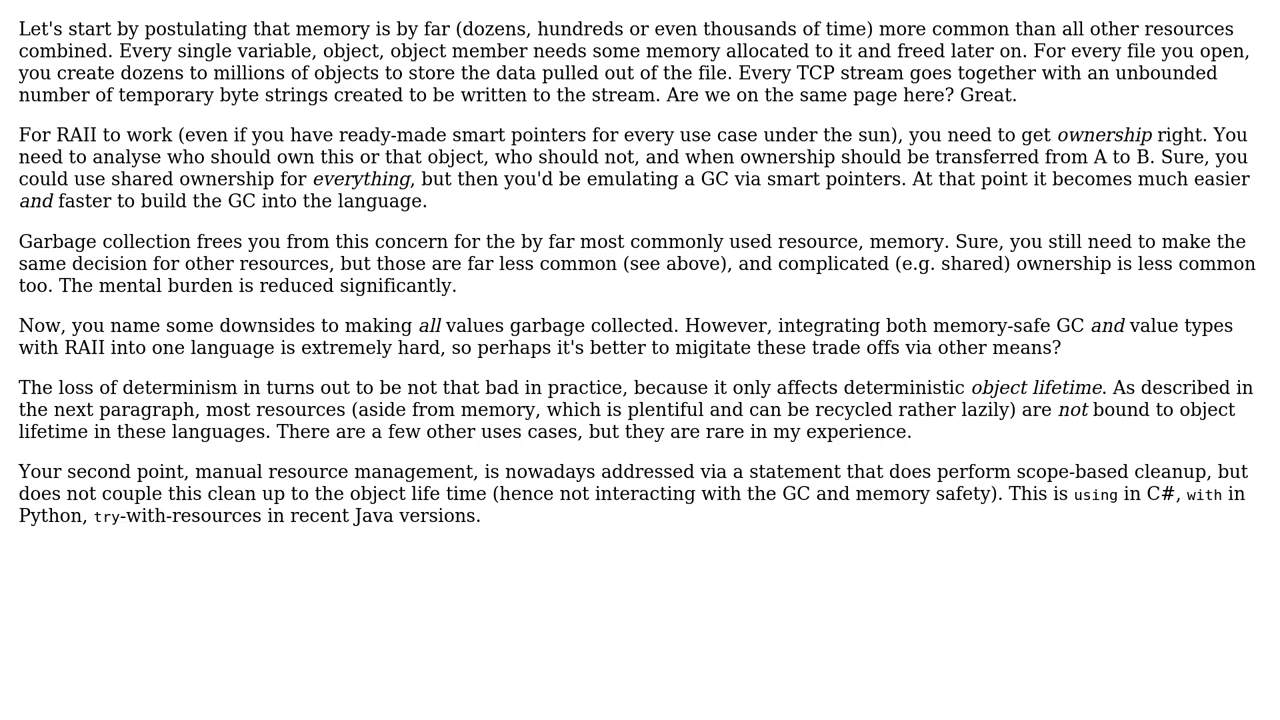 Let's start by postulating that memory is by far (dozens, hundreds or even thousands of time) more common than all other resources
combined. Every single variable, object, object member needs some memory allocated to it and freed later on. For every file you open,
you create dozens to millions of objects to store the data pulled out of the file. Every TCP stream goes together with an unbounded
number of temporary byte strings created to be written to the stream. Are we on the same page here? Great.
For RAII to work (even if you have ready-made smart pointers for every use case under the sun), you need to get ownership right. You
need to analyse who should own this or that object, who should not, and when ownership should be transferred from A to B. Sure, you
could use shared ownership for everything, but then you'd be emulating a GC via smart pointers. At that point it becomes much easier
and faster to build the GC into the language.
Garbage collection frees you from this concern for the by far most commonly used resource, memory. Sure, you still need to make the
same decision for other resources, but those are far less common (see above), and complicated (e.g. shared) ownership is less common
too. The mental burden is reduced significantly.
Now, you name some downsides to making all values garbage collected. However, integrating both memory-safe GC and value types
with RAII into one language is extremely hard, so perhaps it's better to migitate these trade offs via other means?
The loss of determinism in turns out to be not that bad in practice, because it only affects deterministic object lifetime. As described in
the next paragraph, most resources (aside from memory, which is plentiful and can be recycled rather lazily) are not bound to object
lifetime in these languages. There are a few other uses cases, but they are rare in my experience.
Your second point, manual resource management, is nowadays addressed via a statement that does perform scope-based cleanup, but
does not couple this clean up to the object life time (hence not interacting with the GC and memory safety). This is using in C#, with in
Python, try-with-resources in recent Java versions.